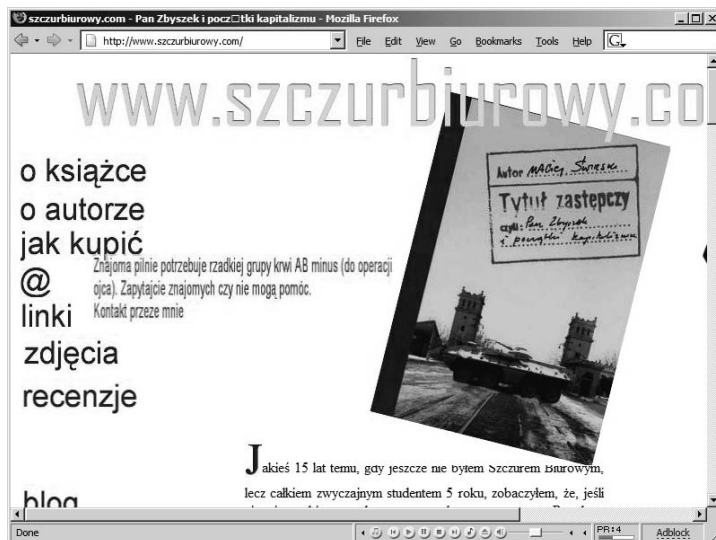 szczurbiurowy.com - Pan Zbyszek i pocz□tki kapitalizmu - Mozilla Firefox
http://www.szczurbiurowy.com/
File Edit View Go Bookmarks Tools Help
www.szczurbiurowy.co
o książce
o autorze
jak kupić
@
linki
zdjęcia
recenzje
blog
Znajoma pilnie potrzebuje rzadkiej grupy krwi AB minus (do operacji
ojca). Zapytajcie znajomych czy nie mogą pomóc.
Kontakt przeze mnie
Autor Maciej Świrski
Tytuł zastępczy
czyli: Pan Zbyszek
i początki kapitalizmu
Jakieś 15 lat temu, gdy jeszcze nie byłem Szczurem Biurowym,
lecz całkiem zwyczajnym studentem 5 roku, zobaczyłem, że, jeśli
Done
PR:4
Adblock